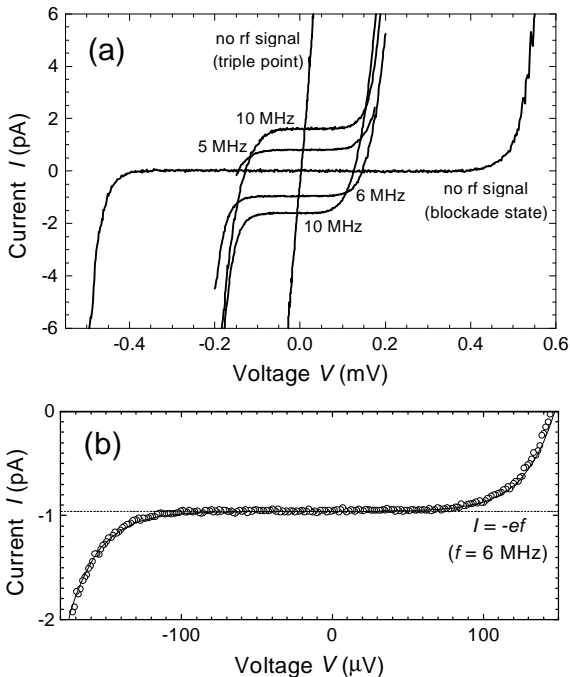 (a)
no rf signal
(triple point)
10 MHz
5 MHz
6 MHz
10 MHz
no rf signal
(blockade state)
6
4
2
0
-2
-4
6
Current I (pA)
-0.4 -0.2 0.0 0.2 0.4 0.6
Voltage V (mV)
(b)
0
-1
-2
Current I (pA)
I = -ef
(f = 6 MHz)
-100 0 100
Voltage V (μV)